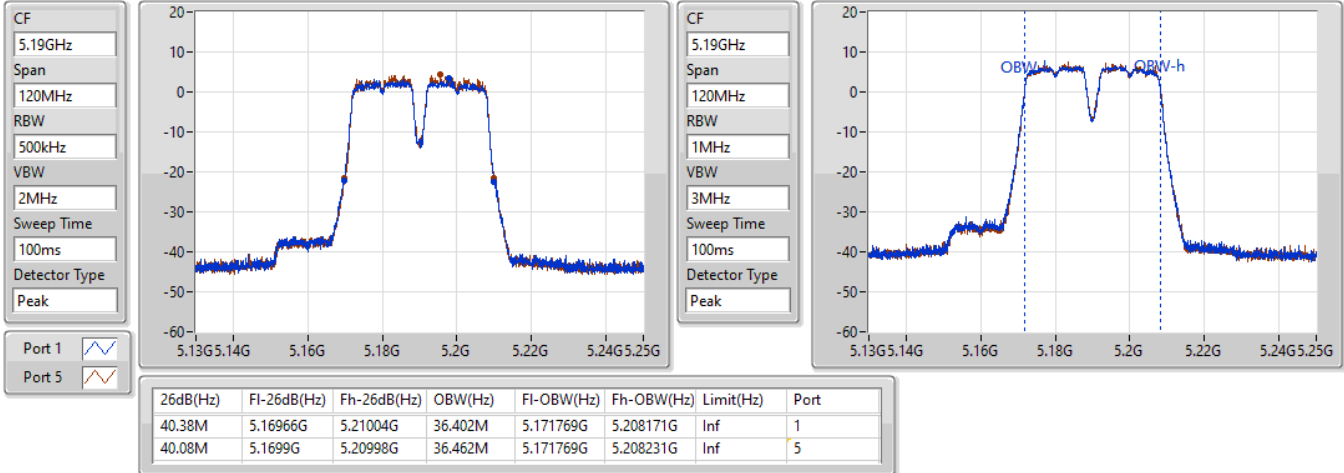 CF
5.19GHz
Span
120MHz
RBW
500kHz
VBW
2MHz
Sweep Time
100ms
Detector Type
Peak
Port 1
Port 5
20-
10-
0-
-10-
-20-
-30-
-40-
-50-
-60-
5.13G 5.14G 5.16G 5.18G 5.2G 5.22G 5.24G 5.25G
CF
5.19GHz
Span
120MHz
RBW
1MHz
VBW
3MHz
Sweep Time
100ms
Detector Type
Peak
20-
10-
0-
-10-
-20-
-30-
-40-
-50-
-60-
OBW-l OBW-h
5.13G 5.14G 5.16G 5.18G 5.2G 5.22G 5.24G 5.25G
26dB(Hz) Fl-26dB(Hz) Fh-26dB(Hz) OBW(Hz) Fl-OBW(Hz) Fh-OBW(Hz) Limit(Hz) Port
40.38M 5.16966G 5.21004G 36.402M 5.171769G 5.208171G Inf 1
40.08M 5.1699G 5.20998G 36.462M 5.171769G 5.208231G Inf 5